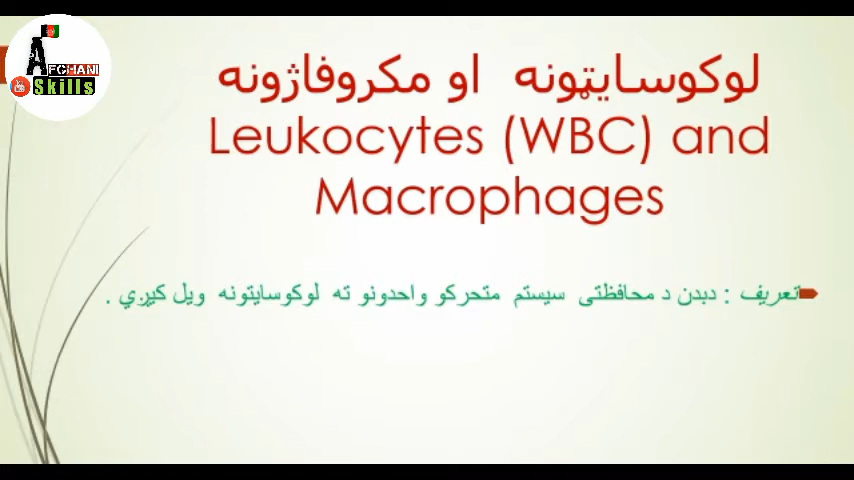 AFGHANI
Skills
لوکوسایټونه او مکروفاژونه
Leukocytes (WBC) and
Macrophages
تعریف : دبدن د محافظتی سیستم متحرکو واحدونو ته لوکوسایتونه ویل کیږي .